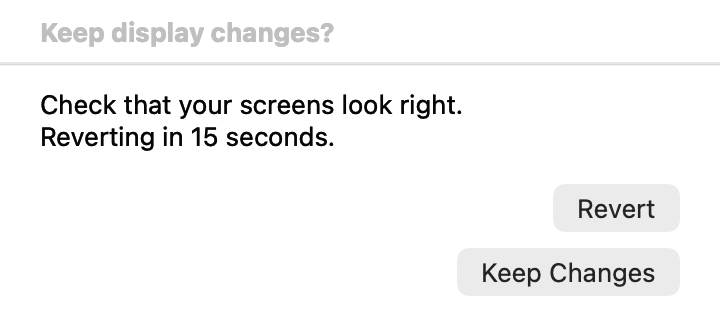 Keep display changes?
Check that your screens look right.
Reverting in 15 seconds.
Revert
Keep Changes